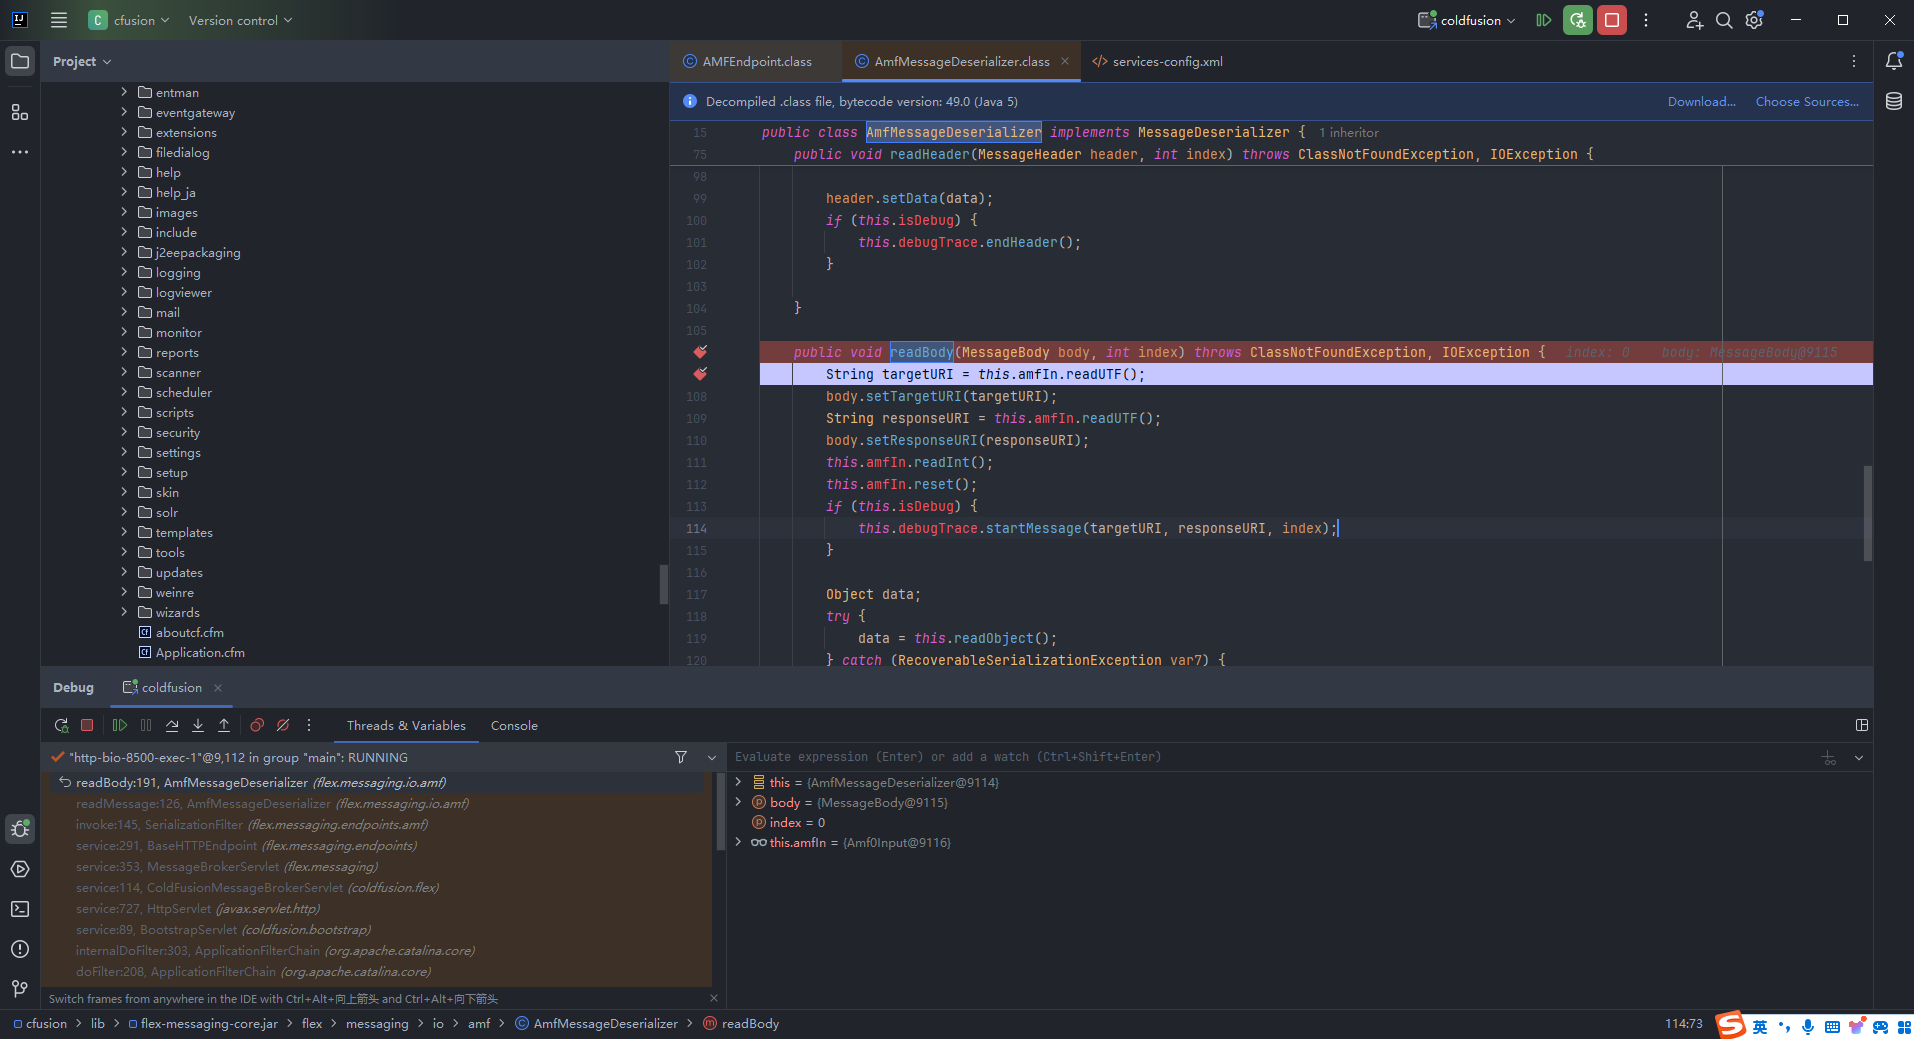 C cfusion Version control coldfusion
Project
entman
eventgateway
extensions
filedialog
help
help_ja
images
include
j2eepackaging
logging
logviewer
mail
monitor
reports
scanner
scheduler
scripts
security
settings
setup
skin
solr
templates
tools
updates
weinre
wizards
aboutcf.cfm
Application.cfm
AMFEndpoint.class AmfMessageDeserializer.class services-config.xml
Decompiled .class file, bytecode version: 49.0 (Java 5) Download... Choose Sources...
15 public class AmfMessageDeserializer implements MessageDeserializer { 1 inheritor
75 public void readHeader(MessageHeader header, int index) throws ClassNotFoundException, IOException {
98
99 header.setData(data);
100 if (this.isDebug) {
101 this.debugTrace.endHeader();
102 }
103
104 }
105
public void readBody(MessageBody body, int index) throws ClassNotFoundException, IOException { index: 0 body: MessageBody@9115
String targetURI = this.amfIn.readUTF();
108 body.setTargetURI(targetURI);
109 String responseURI = this.amfIn.readUTF();
110 body.setResponseURI(responseURI);
111 this.amfIn.readInt();
112 this.amfIn.reset();
113 if (this.isDebug) {
114 this.debugTrace.startMessage(targetURI, responseURI, index);
115 }
116
117 Object data;
118 try {
119 data = this.readObject();
120 } catch (RecoverableSerializationException var7) {
Debug coldfusion
Threads & Variables Console
"http-bio-8500-exec-1"@9,112 in group "main": RUNNING
readBody:191, AmfMessageDeserializer (flex.messaging.io.amf)
readMessage:126, AmfMessageDeserializer (flex.messaging.io.amf)
invoke:145, SerializationFilter (flex.messaging.endpoints.amf)
service:291, BaseHTTPEndpoint (flex.messaging.endpoints)
service:353, MessageBrokerServlet (flex.messaging)
service:114, ColdFusionMessageBrokerServlet (coldfusion.flex)
service:727, HttpServlet (javax.servlet.http)
service:89, BootstrapServlet (coldfusion.bootstrap)
internalDoFilter:303, ApplicationFilterChain (org.apache.catalina.core)
doFilter:208, ApplicationFilterChain (org.apache.catalina.core)
Switch frames from anywhere in the IDE with Ctrl+Alt+向上箭头 and Ctrl+Alt+向下箭头
Evaluate expression (Enter) or add a watch (Ctrl+Shift+Enter)
this = {AmfMessageDeserializer@9114}
body = {MessageBody@9115}
index = 0
this.amfIn = {Amf0Input@9116}
cfusion > lib > flex-messaging-core.jar > flex > messaging > io > amf > AmfMessageDeserializer > readBody 114:73 英